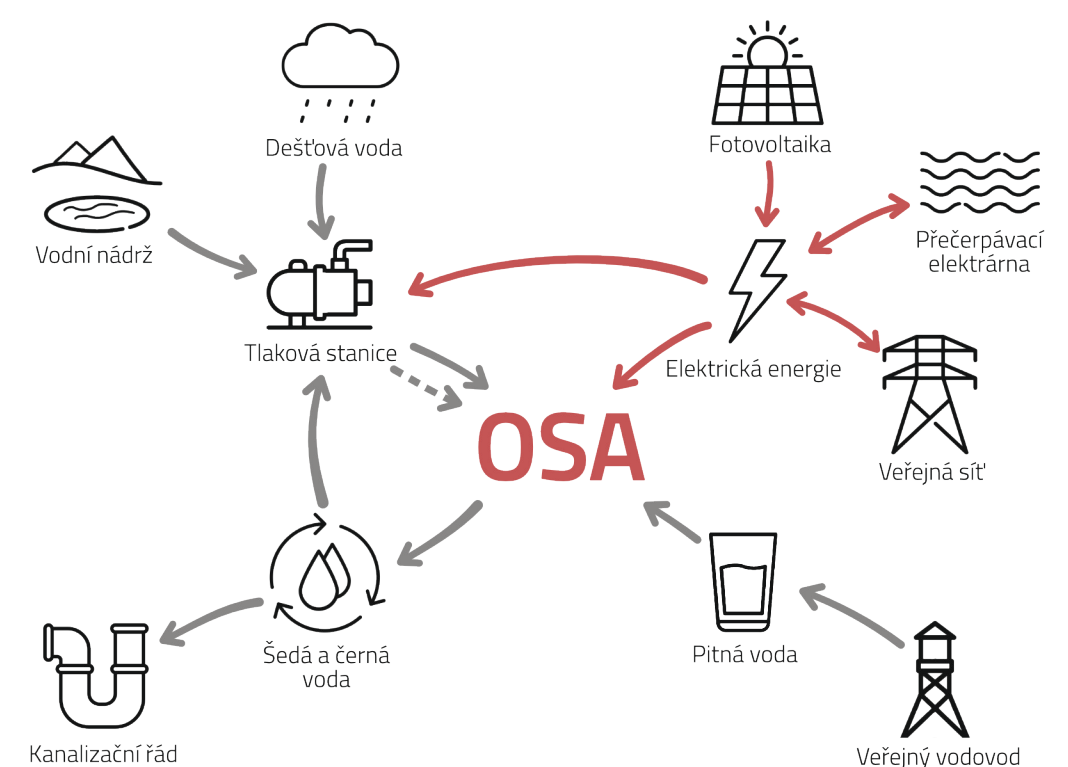 Dešťová voda
Fotovoltaika
Vodní nádrž
Přečerpávací
elektrárna
Tlaková stanice
Elektrická energie
Veřejná síť
OSA
Šedá a černá
voda
Pitná voda
Kanalizační řád
Veřejný vodovod